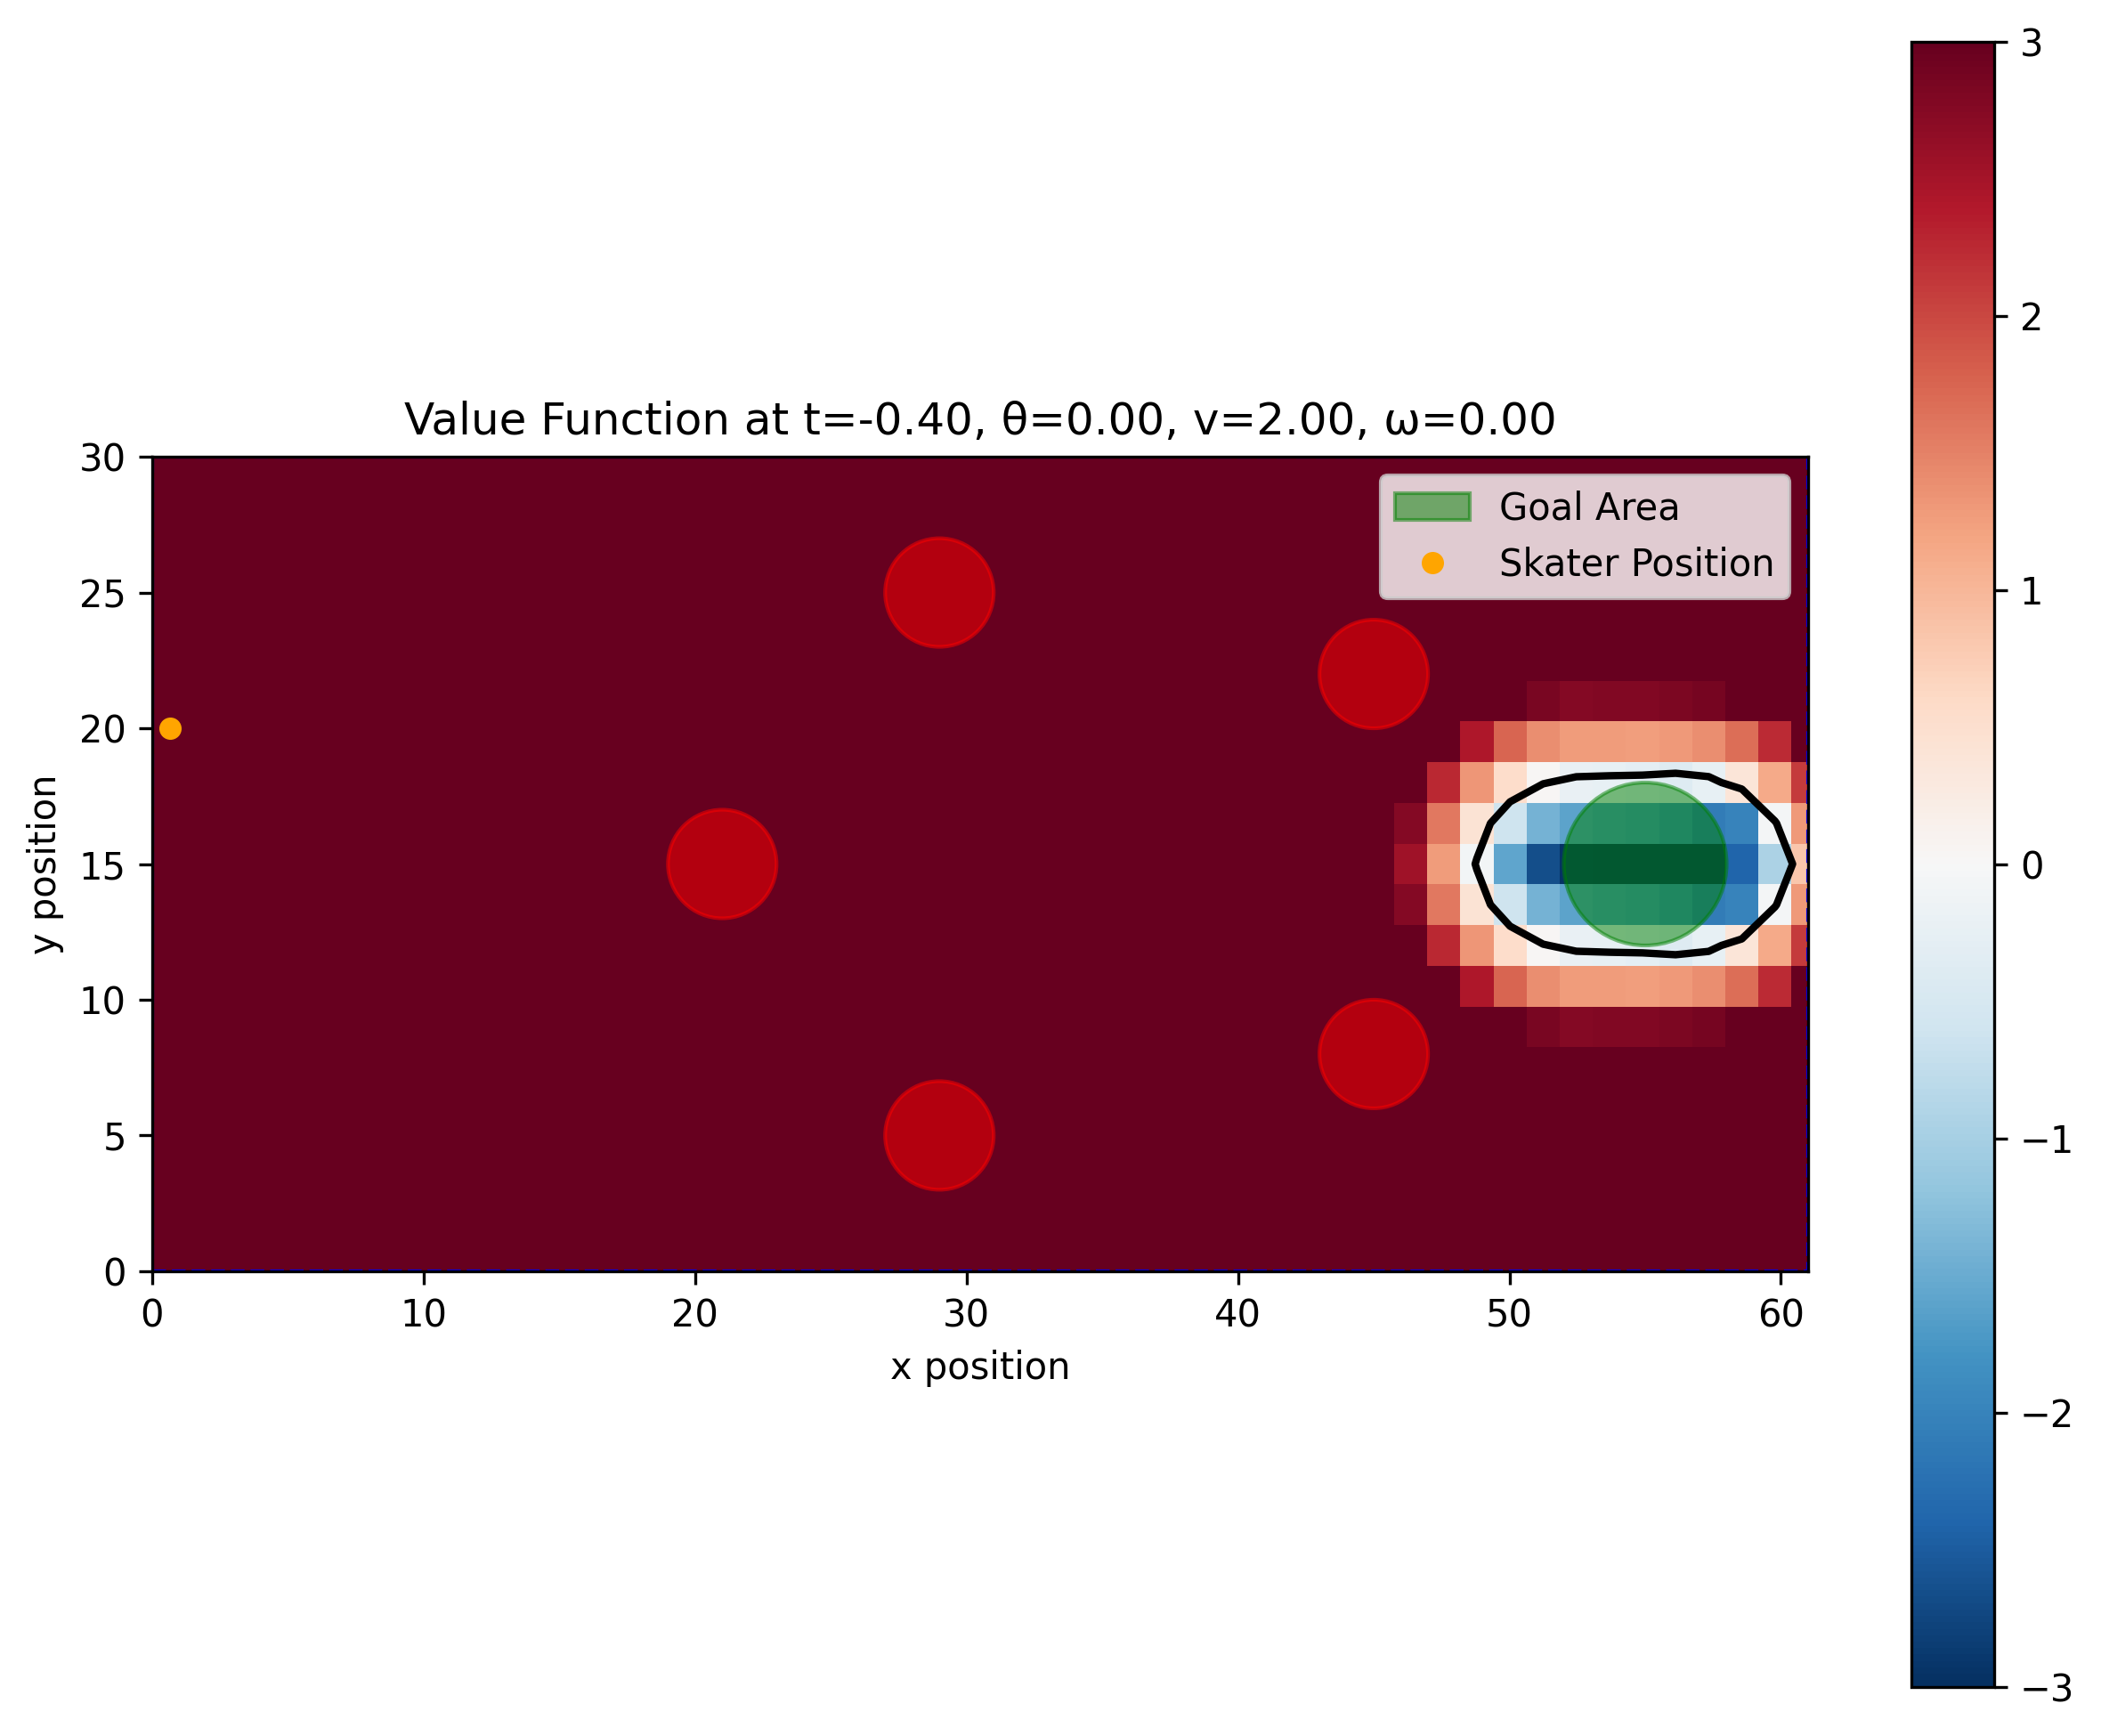 Value Function at t=-0.40, θ=0.00, v=2.00, ω=0.00
Goal Area
Skater Position
30
25
20
15
10
5
0
y position
0 10 20 30 40 50 60
x position
3
2
1
0
−1
−2
−3